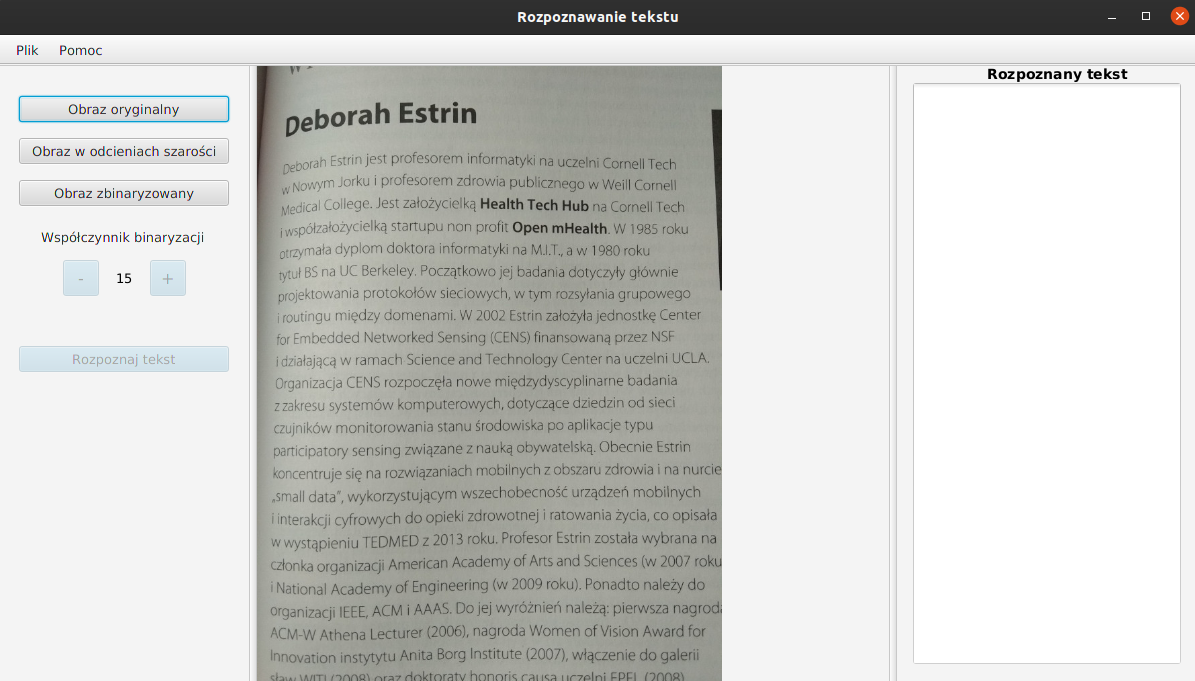 Rozpoznawanie tekstu
Plik Pomoc
Obraz oryginalny
Obraz w odcieniach szarości
Obraz zbinaryzowany
Współczynnik binaryzacji
- 15 +
Rozpoznaj tekst
Deborah Estrin
Deborah Estrin jest profesorem informatyki na uczelni Cornell Tech
w Nowym Jorku i profesorem zdrowia publicznego w Weill Cornell
Medical College. Jest założycielką Health Tech Hub na Cornell Tech
i współzałożycielką startupu non profit Open mHealth. W 1985 roku
otrzymała dyplom doktora informatyki na M.I.T., a w 1980 roku
tytuł BS na UC Berkeley. Początkowo jej badania dotyczyły głównie
projektowania protokołów sieciowych, w tym rozsyłania grupowego
i routingu między domenami. W 2002 Estrin założyła jednostkę Center
for Embedded Networked Sensing (CENS) finansowaną przez NSF
i działającą w ramach Science and Technology Center na uczelni UCLA.
Organizacja CENS rozpoczęła nowe międzydyscyplinarne badania
z zakresu systemów komputerowych, dotyczące dziedzin od sieci
czujników monitorowania stanu środowiska po aplikacje typu
participatory sensing związane z nauką obywatelską. Obecnie Estrin
koncentruje się na rozwiązaniach mobilnych z obszaru zdrowia i na nurcie
„small data”, wykorzystującym wszechobecność urządzeń mobilnych
i interakcji cyfrowych do opieki zdrowotnej i ratowania życia, co opisała
w wystąpieniu TEDMED z 2013 roku. Profesor Estrin została wybrana na
członka organizacji American Academy of Arts and Sciences (w 2007 roku
i National Academy of Engineering (w 2009 roku). Ponadto należy do
organizacji IEEE, ACM i AAAS. Do jej wyróżnień należą: pierwsza nagroda
ACM-W Athena Lecturer (2006), nagroda Women of Vision Award for
Innovation instytytu Anita Borg Institute (2007), włączenie do galerii
sław WITI (2008) oraz doktoraty honoris causa uczelni EPFL (2008)
Rozpoznany tekst